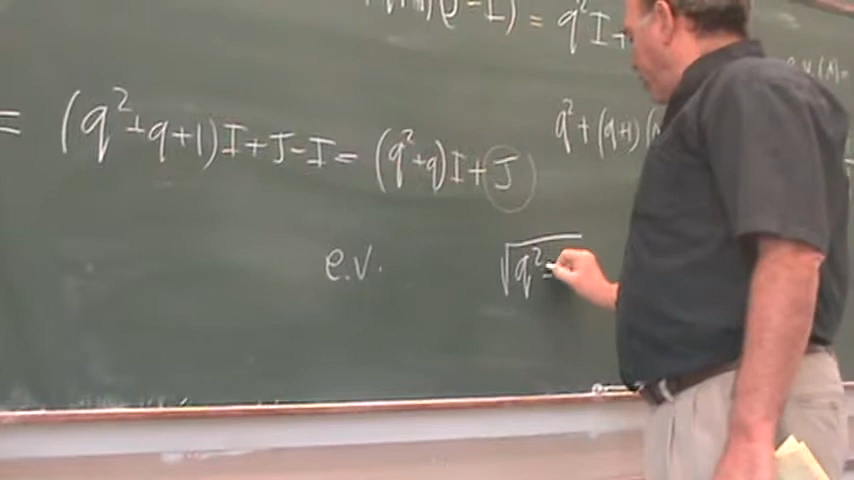 = q²I+
= (q²+q+1)I+J-I = (q²+q)I+J
q²+(q+1)
e.v. √q²